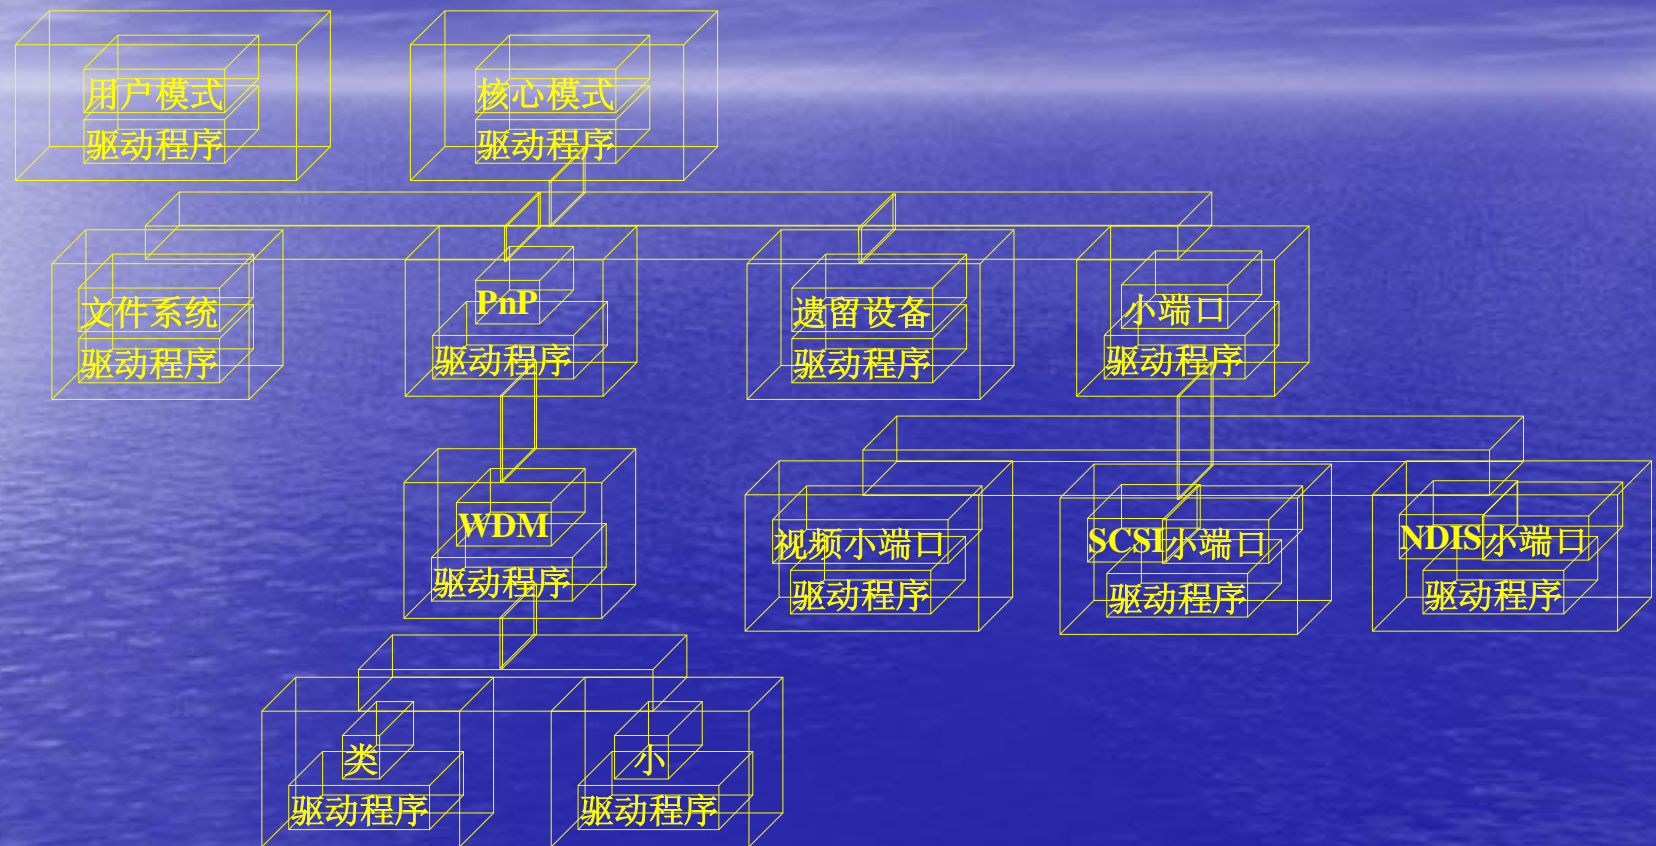 用户模式
驱动程序
核心模式
驱动程序
文件系统
驱动程序
PnP
驱动程序
遗留设备
驱动程序
小端口
驱动程序
WDM
驱动程序
视频小端口
驱动程序
SCSI小端口
驱动程序
NDIS小端口
驱动程序
类
驱动程序
小
驱动程序